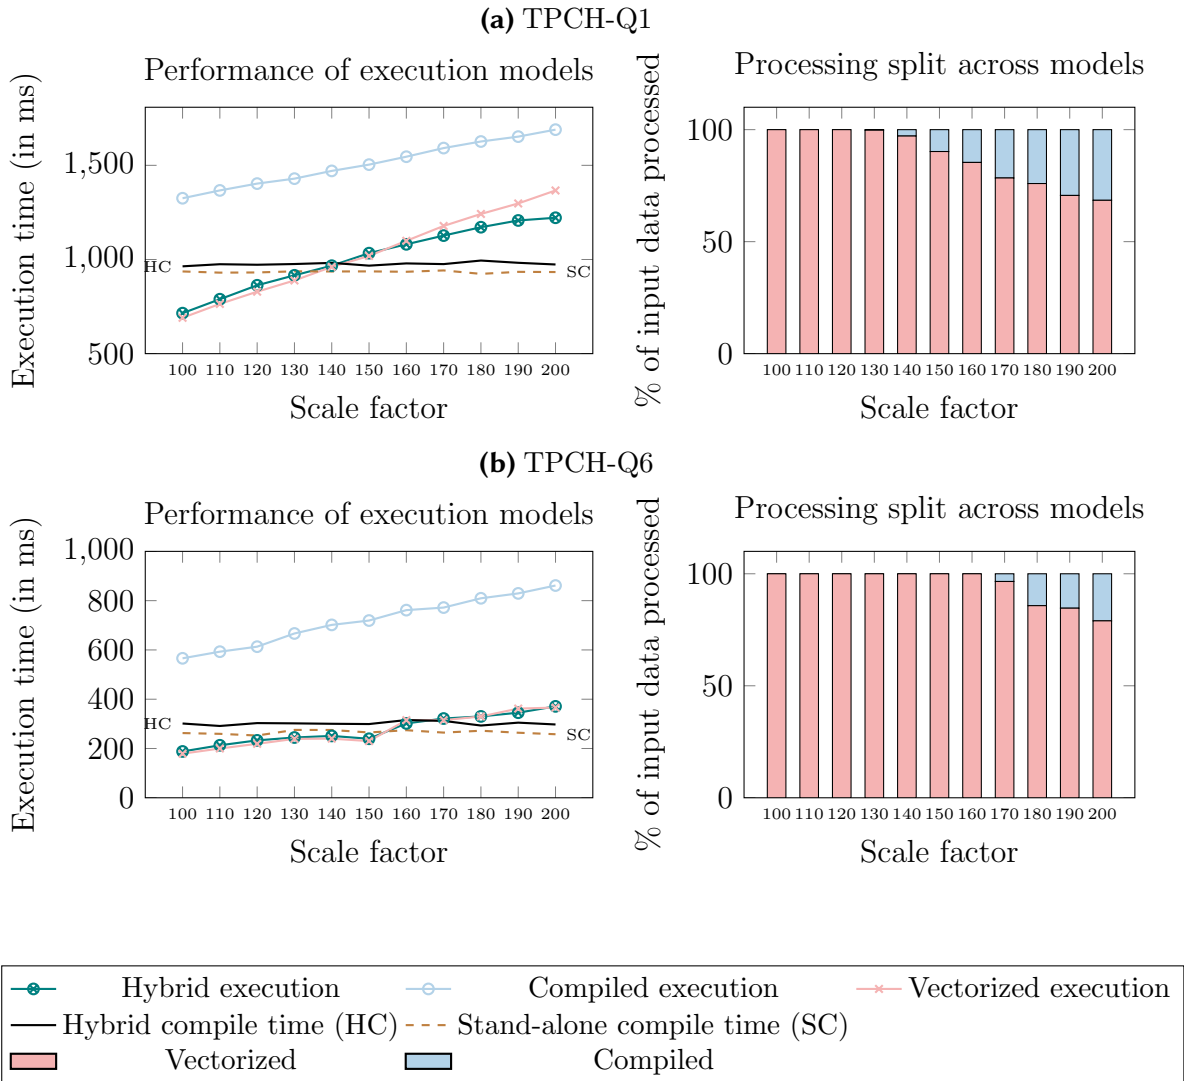 (a) TPCH-Q1
Performance of execution models
Execution time (in ms)
1,500
1,000
500
HC
SC
100 110 120 130 140 150 160 170 180 190 200
Scale factor
Processing split across models
% of input data processed
100
50
0
100 110 120 130 140 150 160 170 180 190 200
Scale factor
(b) TPCH-Q6
Performance of execution models
Execution time (in ms)
1,000
800
600
400
200
0
HC
SC
100 110 120 130 140 150 160 170 180 190 200
Scale factor
Processing split across models
% of input data processed
100
50
0
100 110 120 130 140 150 160 170 180 190 200
Scale factor
Hybrid execution Compiled execution Vectorized execution
Hybrid compile time (HC) Stand-alone compile time (SC)
Vectorized Compiled